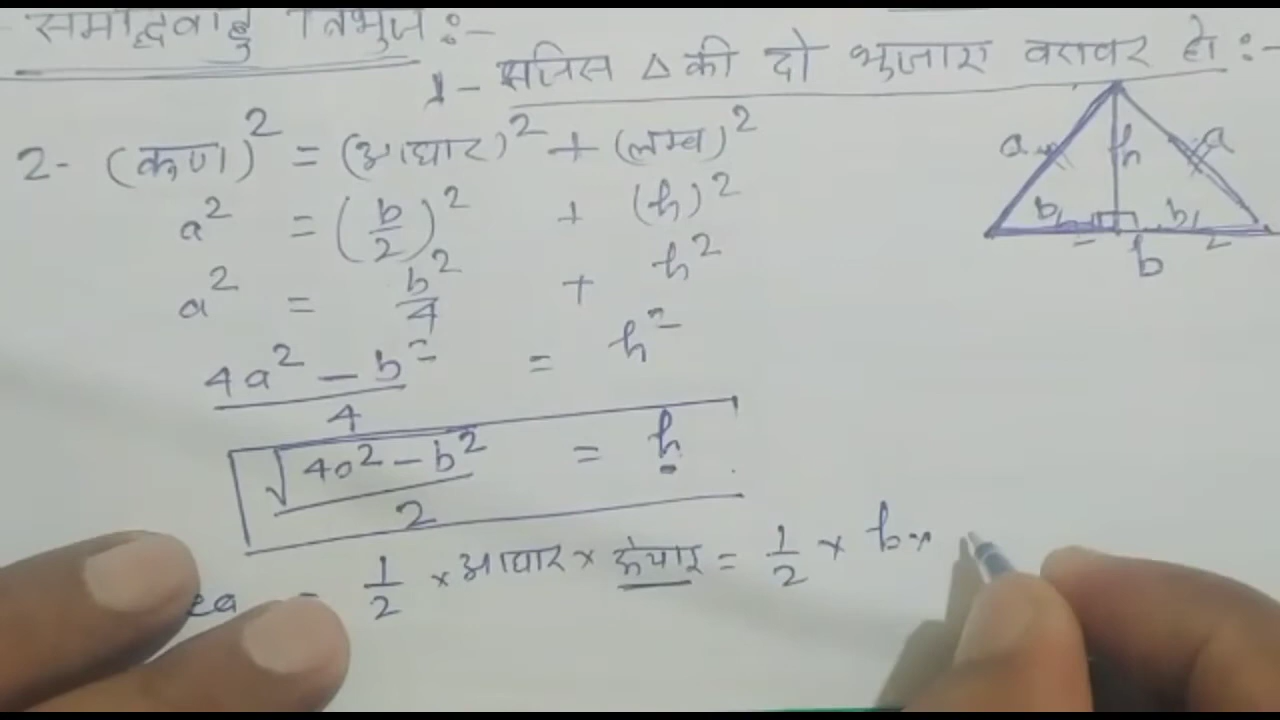 समद्विबाहु त्रिभुज :-
1- जिस △ की दो भुजाए बराबर हो :-
2- (कर्ण)² = (आधार)² + (लम्ब)²
a² = (b/2)² + (h)²
a² = b²/4 + h²
(4a² - b²)/4 = h²
√(4a² - b²)/2 = h
ea = 1/2 × आधार × ऊंचाई = 1/2 × b ×
a h a
b/2 b/2
b